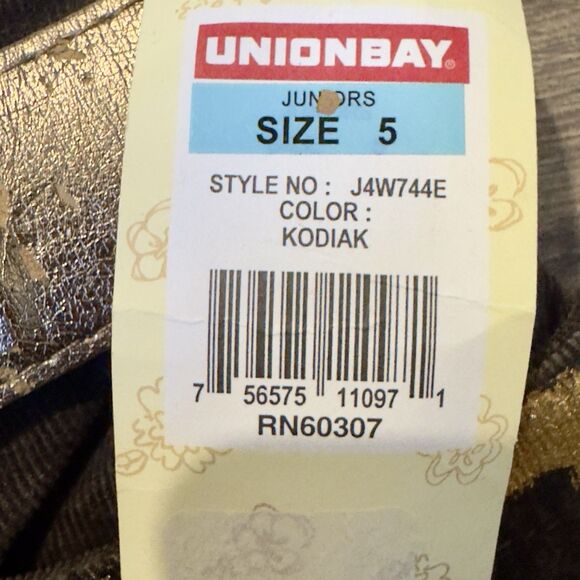 UNIONBAY®
JUNIORS
SIZE 5
STYLE NO : J4W744E
COLOR :
KODIAK
7 56575 11097 1
RN60307